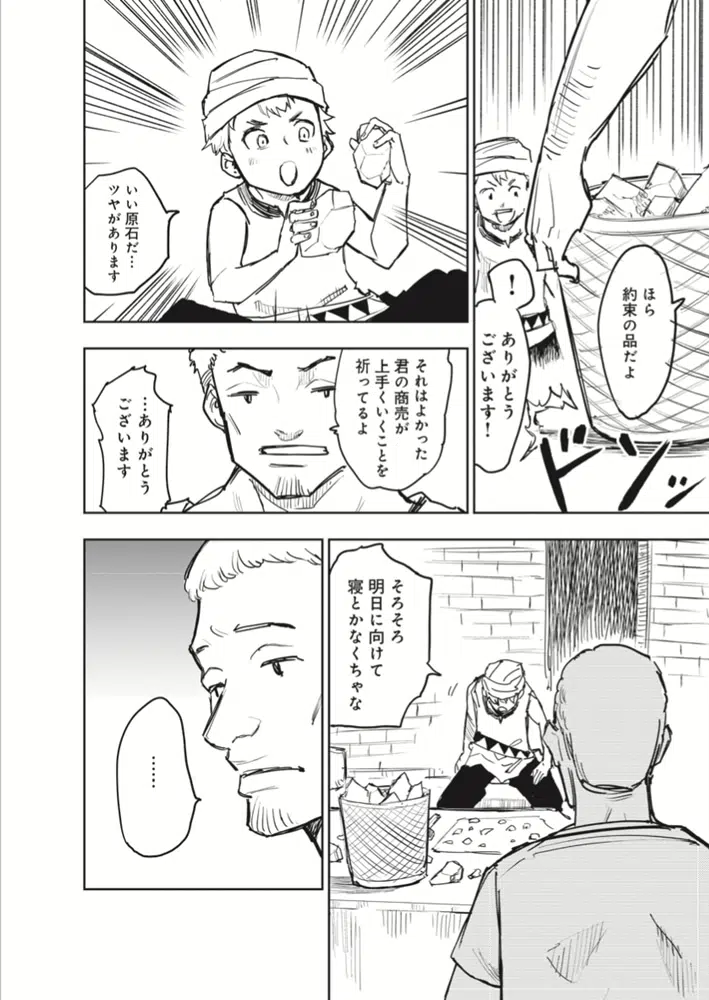 ほら
約束の品だよ
！
ありがとう
ございます！
ドンッ
いい原石だ…
ツヤがあります
それはよかった
君の商売が
上手くいくことを
祈ってるよ
…ありがとう
ございます
そろそろ
明日に向けて
寝とかなくちゃな
……